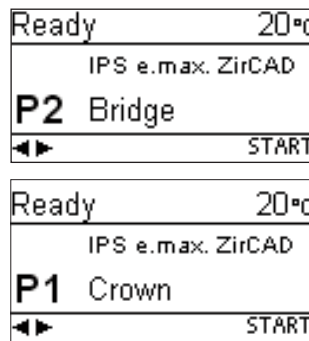 Ready 20°c
IPS e.max. ZirCAD
P2 Bridge
START
Ready 20°c
IPS e.max. ZirCAD
P1 Crown
START